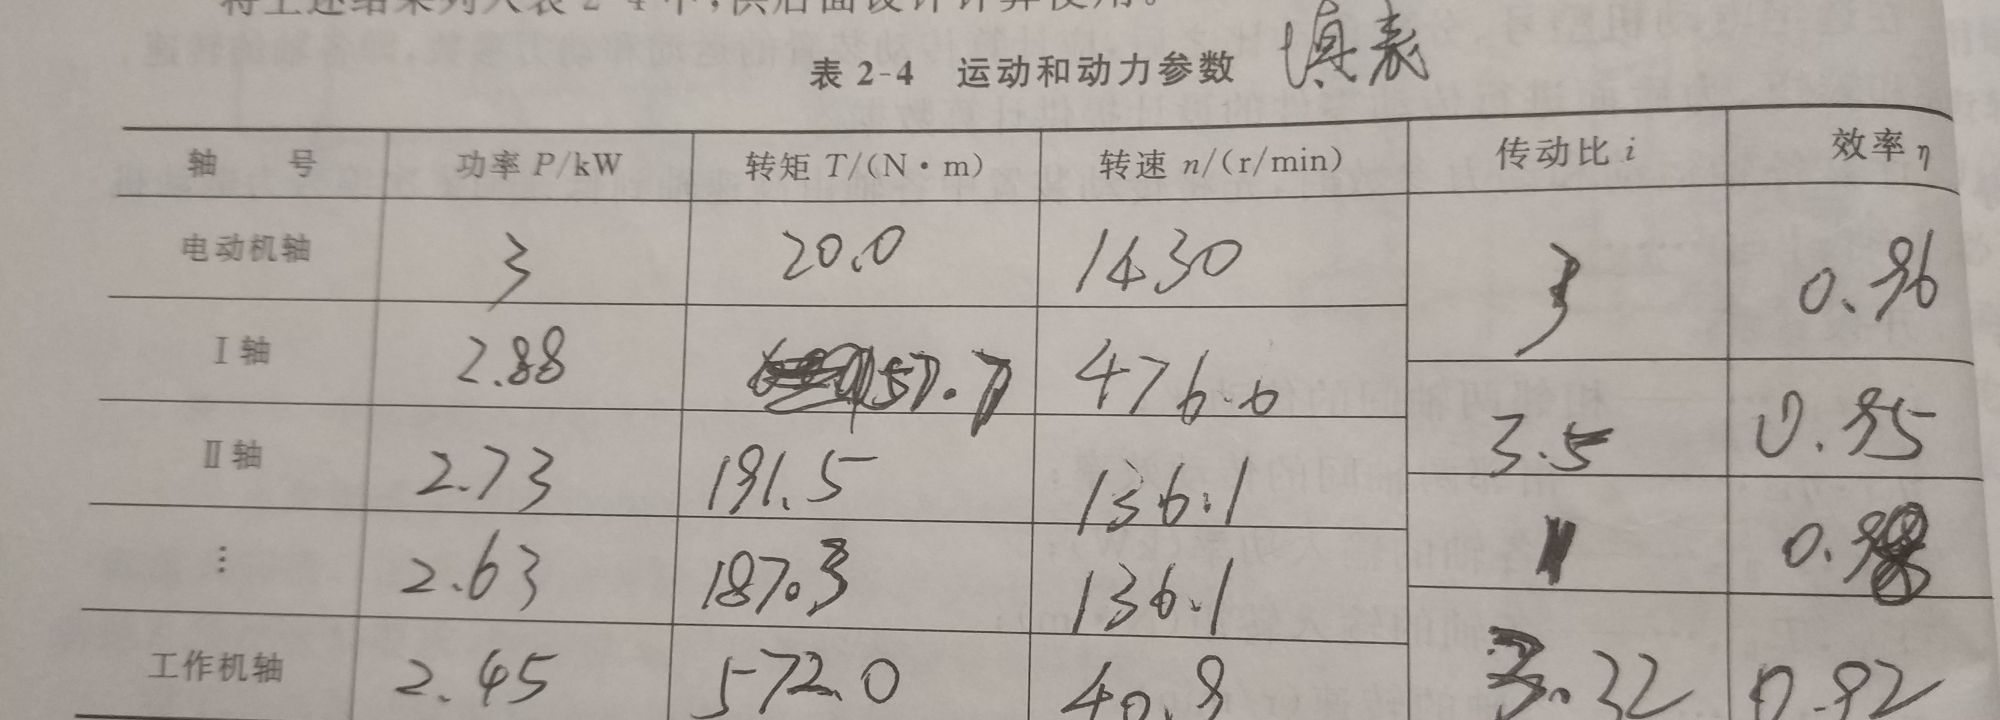 将上述结果列入表2-4中,供后面设计计算使用。
表 2-4 运动和动力参数 填表
轴 号 功率 P/kW 转矩 T/(N·m) 转速 n/(r/min) 传动比 i 效率 η
电动机轴 3 20.0 1430 3 0.96
Ⅰ轴 2.88 57.7 476.6 3.5 0.95
Ⅱ轴 2.73 191.5 136.1 1 0.98
⋮ 2.63 187.3 136.1 3.32 0.92
工作机轴 2.45 572.0 40.9